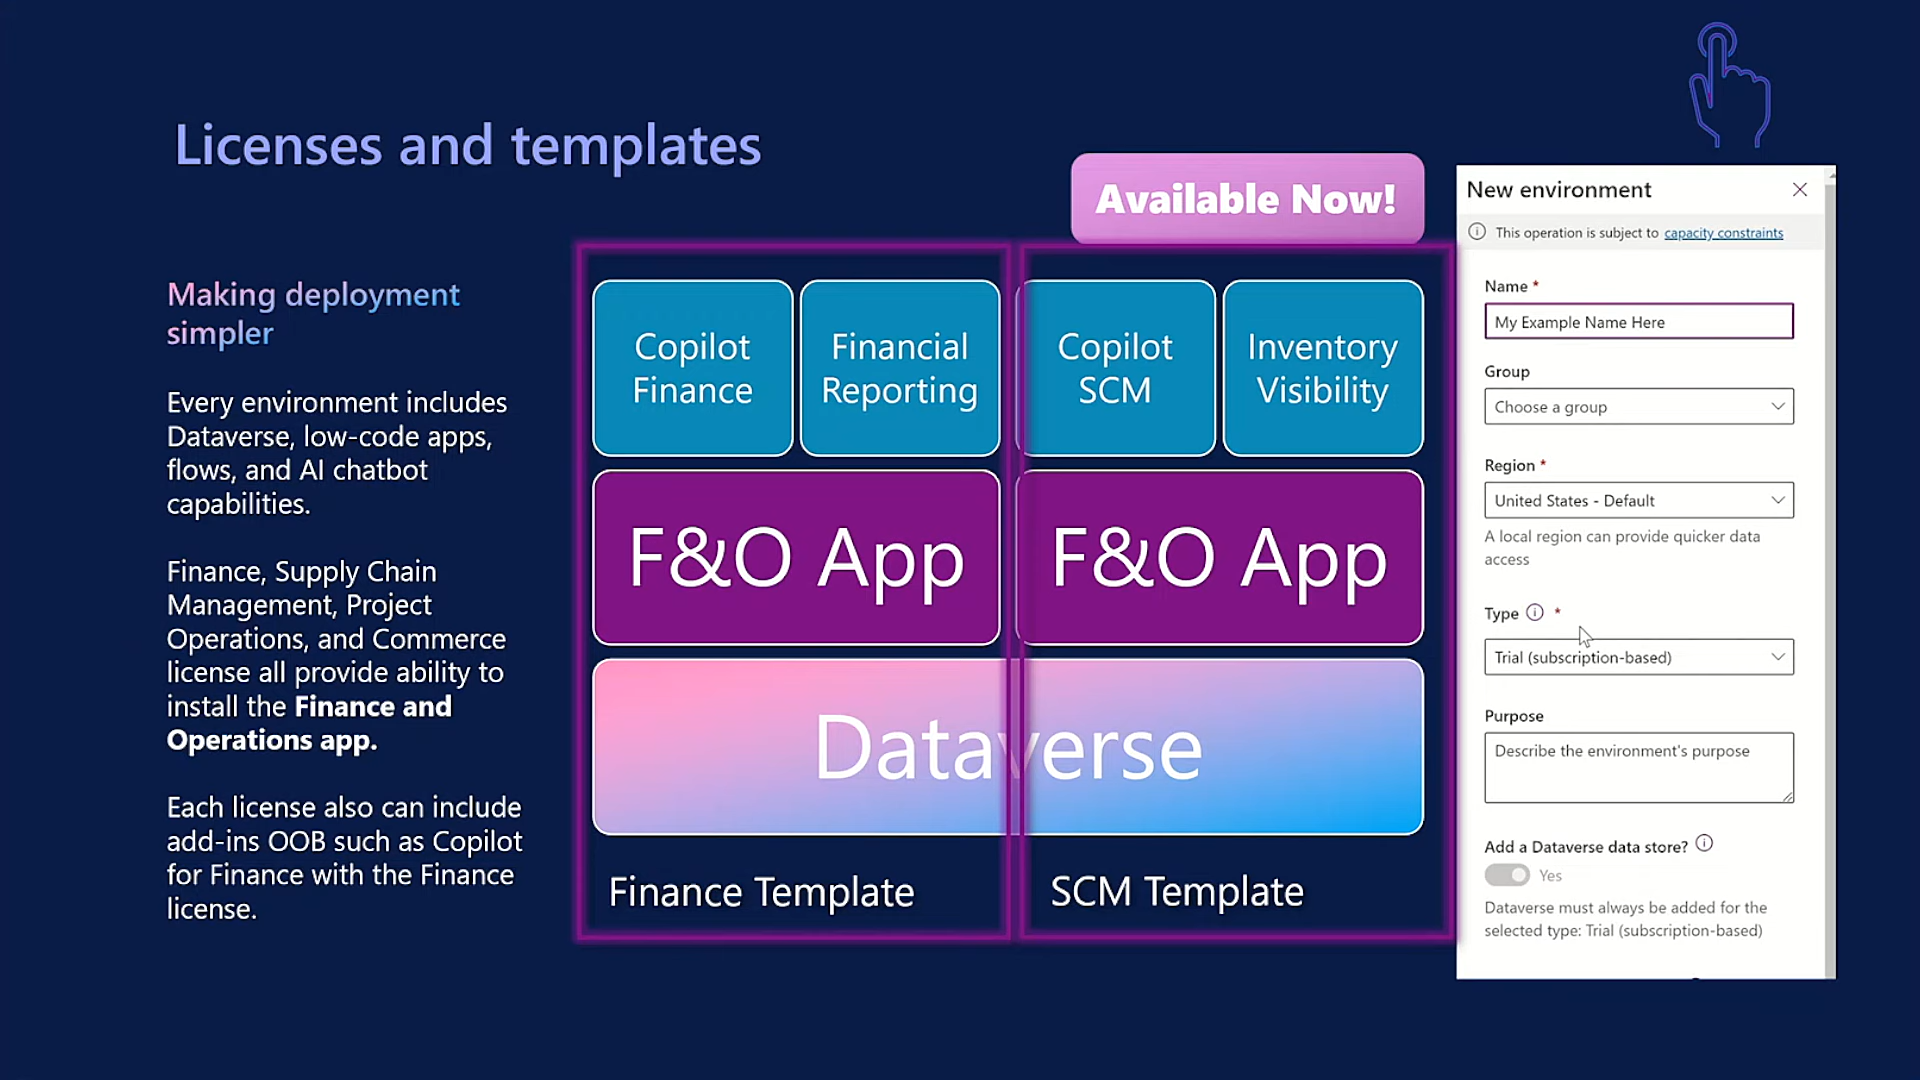 Licenses and templates
Available Now!
Making deployment
simpler
Every environment includes
Dataverse, low-code apps,
flows, and AI chatbot
capabilities.
Finance, Supply Chain
Management, Project
Operations, and Commerce
license all provide ability to
install the Finance and
Operations app.
Each license also can include
add-ins OOB such as Copilot
for Finance with the Finance
license.
Copilot
Finance
Financial
Reporting
Copilot
SCM
Inventory
Visibility
F&O App
F&O App
Dataverse
Finance Template
SCM Template
New environment
This operation is subject to capacity constraints
Name *
My Example Name Here
Group
Choose a group
Region *
United States - Default
A local region can provide quicker data
access
Type *
Trial (subscription-based)
Purpose
Describe the environment's purpose
Add a Dataverse data store?
Yes
Dataverse must always be added for the
selected type: Trial (subscription-based)